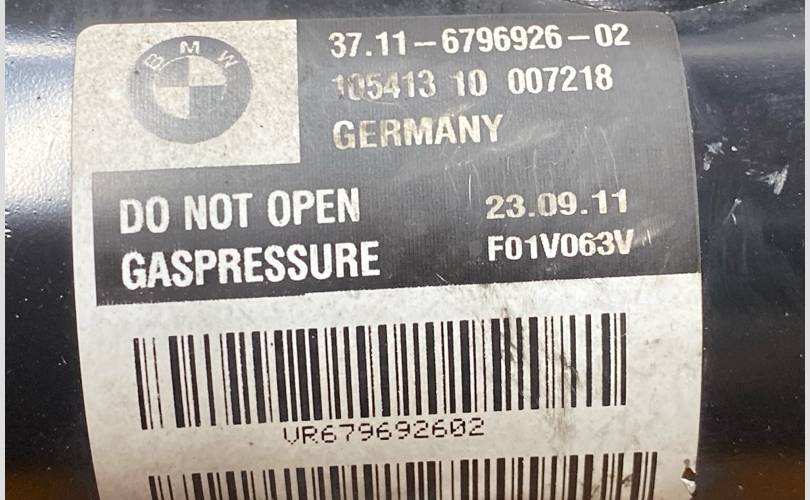 BMW
37.11-6796926-02
105413 10 007218
GERMANY
DO NOT OPEN
23.09.11
GASPRESSURE
F01V063V
VR679692602